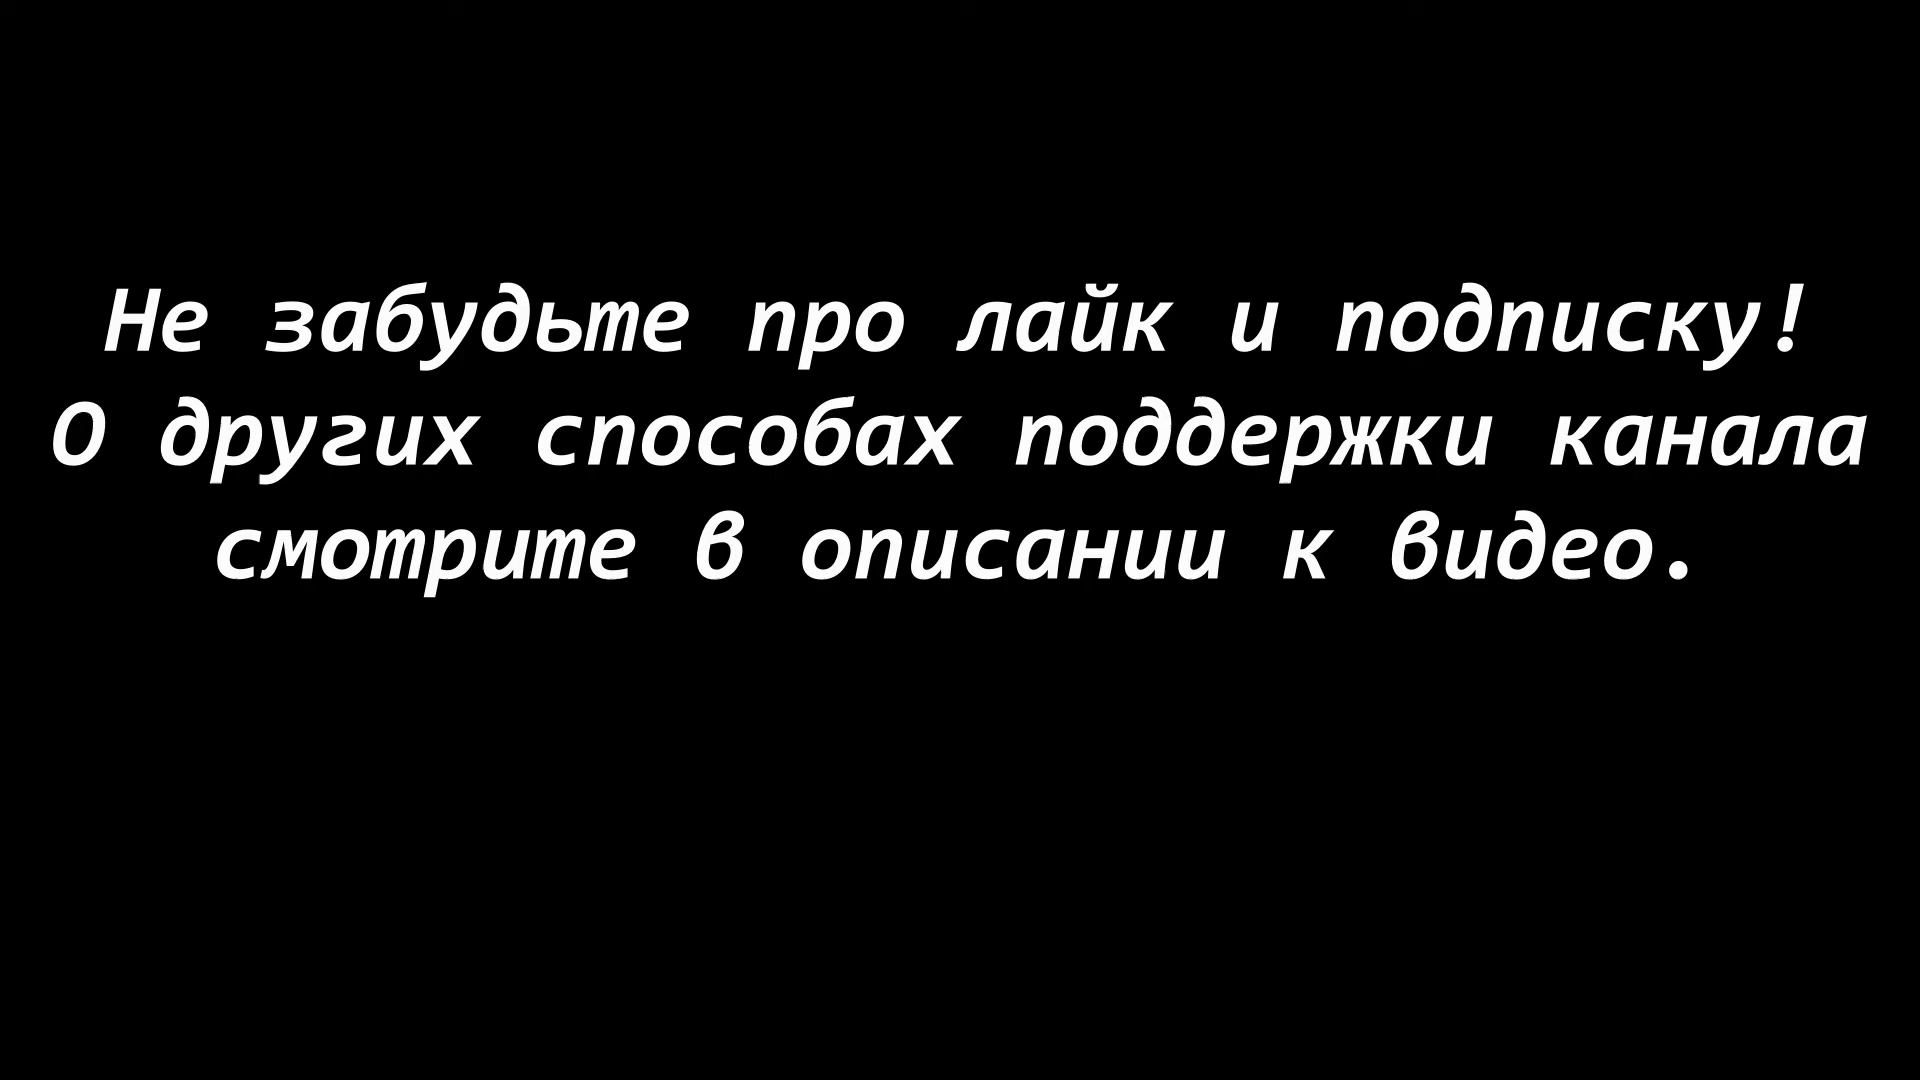 Не забудьте про лайк и подписку!
О других способах поддержки канала
смотрите в описании к видео.